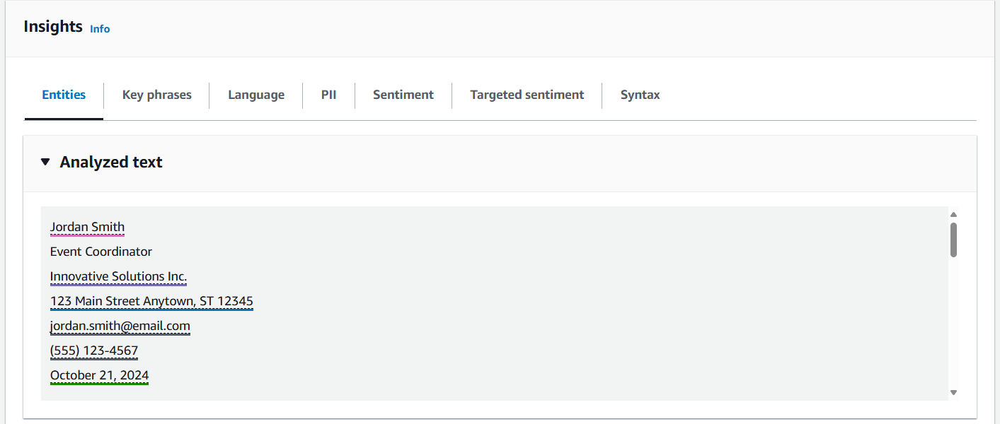 Insights Info
Entities Key phrases Language PII Sentiment Targeted sentiment Syntax
Analyzed text
Jordan Smith
Event Coordinator
Innovative Solutions Inc.
123 Main Street Anytown, ST 12345
jordan.smith@email.com
(555) 123-4567
October 21, 2024